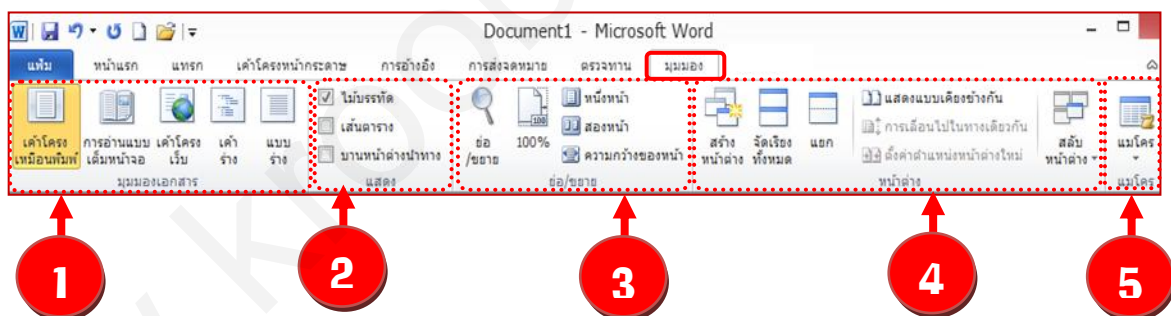 Document1 - Microsoft Word
แฟ้ม หน้าแรก แทรก เค้าโครงหน้ากระดาษ การอ้างอิง การส่งจดหมาย ตรวจทาน มุมมอง
เค้าโครง
เหมือนพิมพ์
การอ่านแบบ
เต็มหน้าจอ
เค้าโครง
เว็บ
เค้า
ร่าง
แบบ
ร่าง
มุมมองเอกสาร
ไม้บรรทัด
เส้นตาราง
บานหน้าต่างนำทาง
แสดง
ย่อ
/ขยาย
100
100%
หนึ่งหน้า
สองหน้า
ความกว้างของหน้า
ย่อ/ขยาย
สร้าง
หน้าต่าง
จัดเรียง
ทั้งหมด
แยก
แสดงแบบเคียงข้างกัน
การเลื่อนไปในทางเดียวกัน
ตั้งค่าตำแหน่งหน้าต่างใหม่
สลับ
หน้าต่าง
หน้าต่าง
แมโคร
แมโคร
1 2 3 4 5